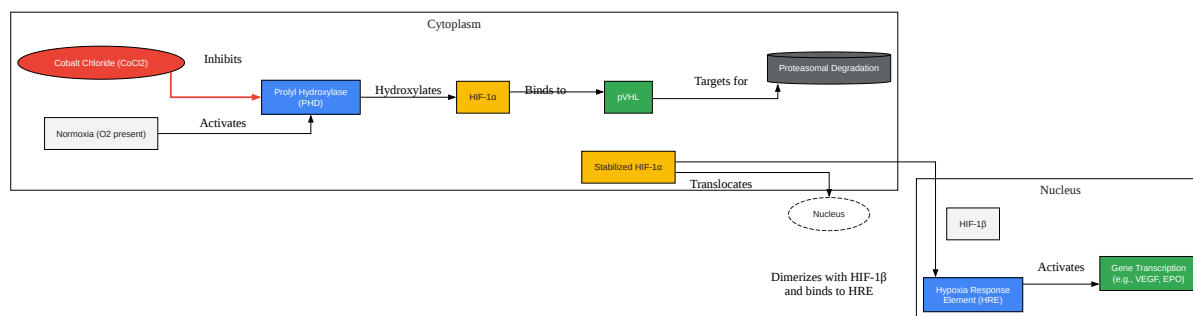 Cytoplasm
Cobalt Chloride (CoCl2)
Inhibits
Prolyl Hydroxylase
(PHD)
Hydroxylates
HIF-1α
Binds to
pVHL
Targets for
Proteasomal Degradation
Normoxia (O2 present)
Activates
Stabilized HIF-1α
Translocates
Nucleus
Nucleus
HIF-1β
Dimerizes with HIF-1β
and binds to HRE
Hypoxia Response
Element (HRE)
Activates
Gene Transcription
(e.g., VEGF, EPO)